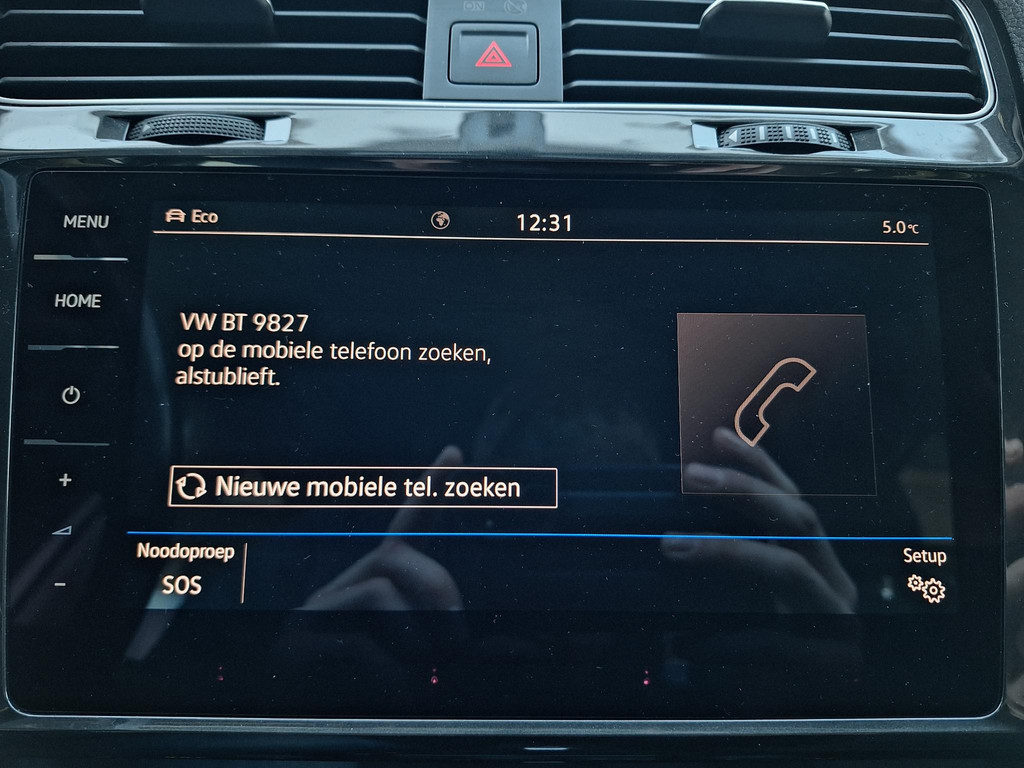 MENU
HOME
Eco
12:31
5.0°C
VW BT 9827
op de mobiele telefoon zoeken,
alstublieft.
Nieuwe mobiele tel. zoeken
Noodoproep
SOS
Setup